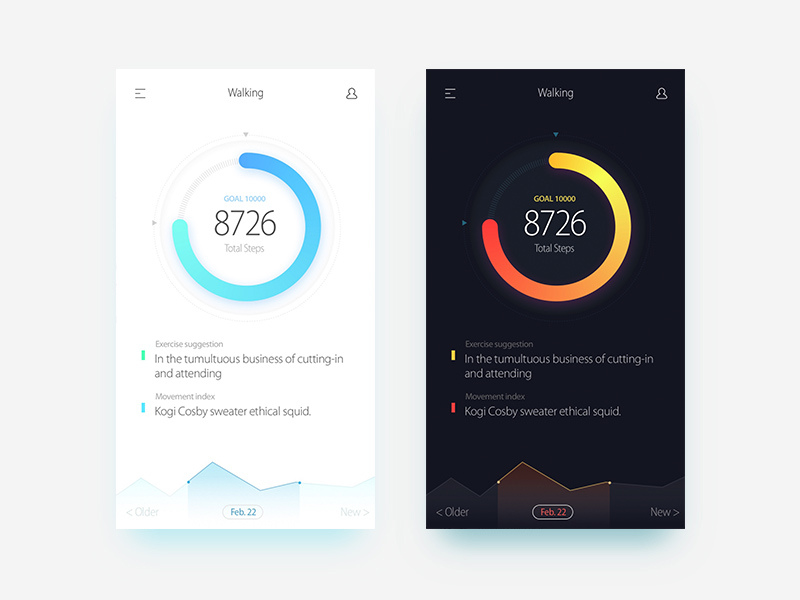 Walking
GOAL 10000
8726
Total Steps
Exercise suggestion
In the tumultuous business of cutting-in
and attending
Movement index
Kogi Cosby sweater ethical squid.
< Older
Feb. 22
New >
Walking
GOAL 10000
8726
Total Steps
Exercise suggestion
In the tumultuous business of cutting-in
and attending
Movement index
Kogi Cosby sweater ethical squid.
< Older
Feb. 22
New >